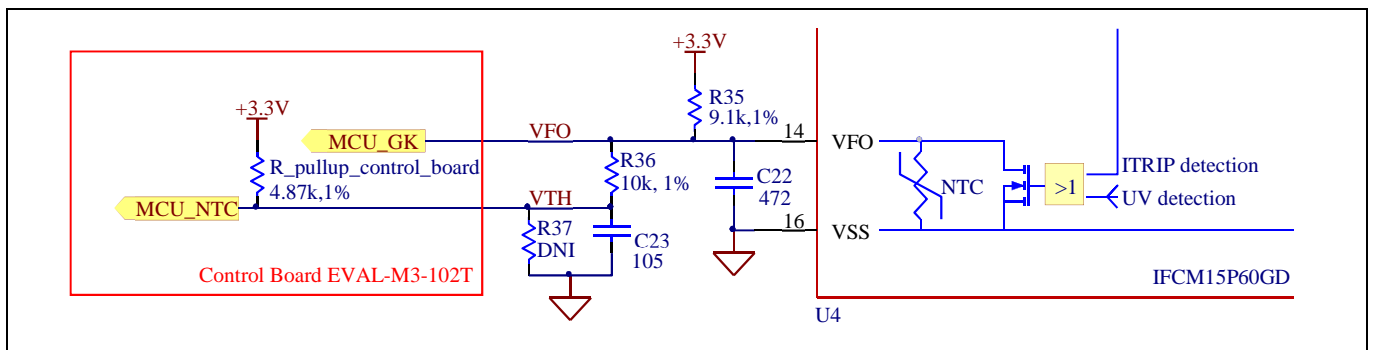 +3.3V
R35
9.1k,1%
+3.3V
MCU_GK
VFO
14
VFO
R_pullup_control_board
4.87k,1%
R36
10k, 1%
C22
472
NTC
>1
ITRIP detection
UV detection
MCU_NTC
VTH
R37
DNI
C23
105
16
VSS
Control Board EVAL-M3-102T
IFCM15P60GD
U4